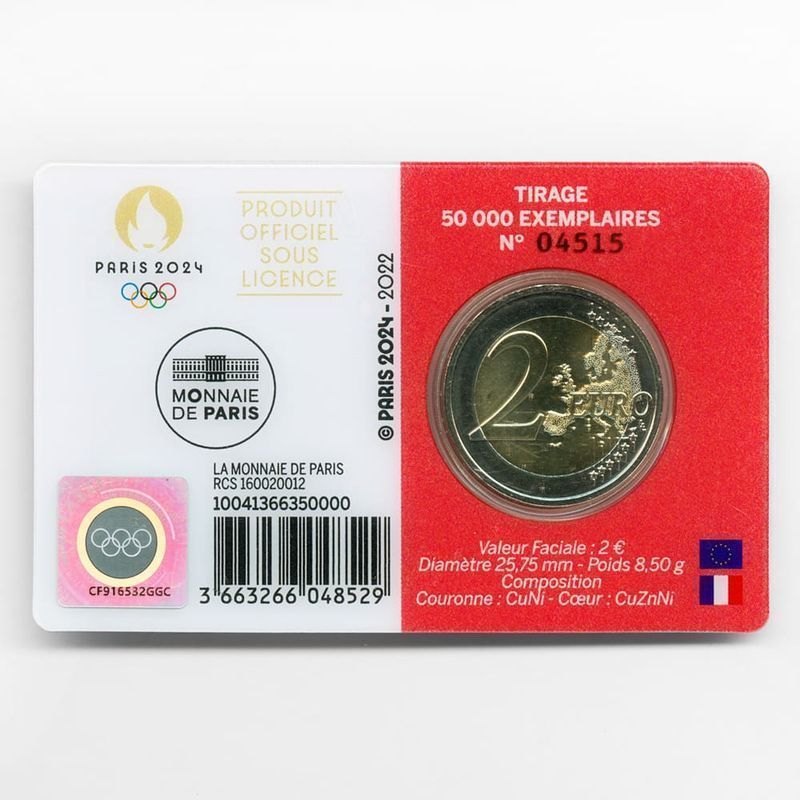 PARIS 2024
PRODUIT
OFFICIEL
SOUS
LICENCE
© PARIS 2024 - 2022
MONNAIE
DE PARIS
LA MONNAIE DE PARIS
RCS 160020012
10041366350000
3 663266 048529
CF916532GGC
TIRAGE
50 000 EXEMPLAIRES
N° 04515
2 EURO
Valeur Faciale : 2 €
Diamètre 25,75 mm - Poids 8,50 g
Composition
Couronne : CuNi - Cœur : CuZnNi